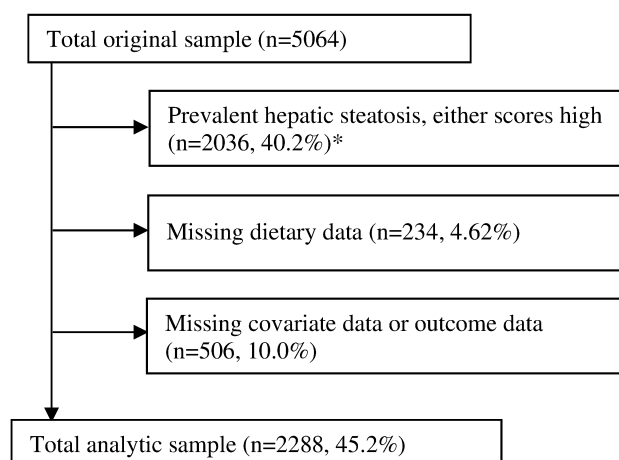 Total original sample (n=5064)
Prevalent hepatic steatosis, either scores high
(n=2036, 40.2%)*
Missing dietary data (n=234, 4.62%)
Missing covariate data or outcome data
(n=506, 10.0%)
Total analytic sample (n=2288, 45.2%)